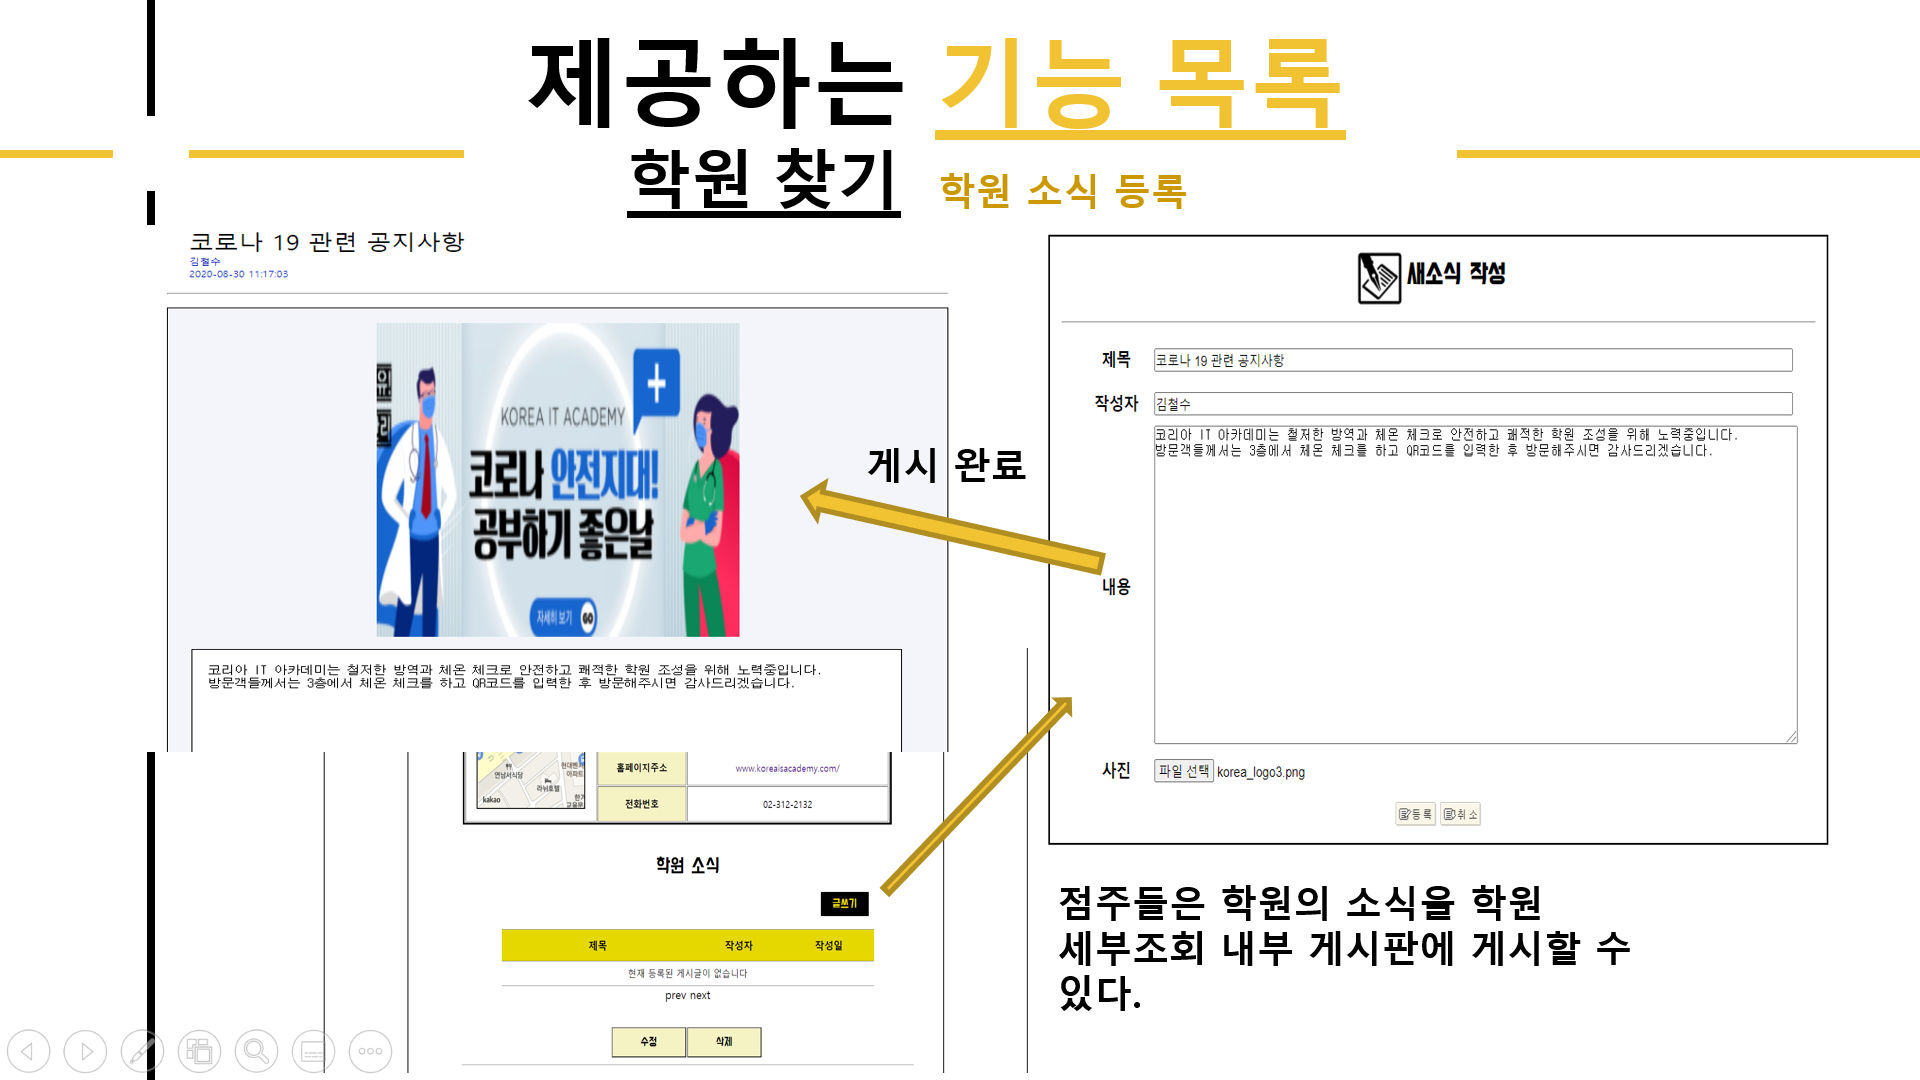 제공하는 기능 목록
학원 찾기 학원 소식 등록
코로나 19 관련 공지사항
김철수
2020-08-30 11:17:03
KOREA IT ACADEMY
코로나 안전지대!
공부하기 좋은날
자세히 보기 GO
코리아 IT 아카데미는 철저한 방역과 체온 체크로 안전하고 쾌적한 학원 조성을 위해 노력중입니다.
방문객들께서는 3층에서 체온 체크를 하고 QR코드를 입력한 후 방문해주시면 감사드리겠습니다.
게시 완료
새소식 작성
제목 코로나 19 관련 공지사항
작성자 김철수
내용
코리아 IT 아카데미는 철저한 방역과 체온 체크로 안전하고 쾌적한 학원 조성을 위해 노력중입니다.
방문객들께서는 3층에서 체온 체크를 하고 QR코드를 입력한 후 방문해주시면 감사드리겠습니다.
사진 파일 선택 korea_logo3.png
등록 취소
연남서식당
라닉호텔
kakao
홈페이지주소 www.koreaisacademy.com/
전화번호 02-312-2132
학원 소식
글쓰기
제목 작성자 작성일
현재 등록된 게시글이 없습니다
prev next
수정 삭제
점주들은 학원의 소식을 학원
세부조회 내부 게시판에 게시할 수
있다.